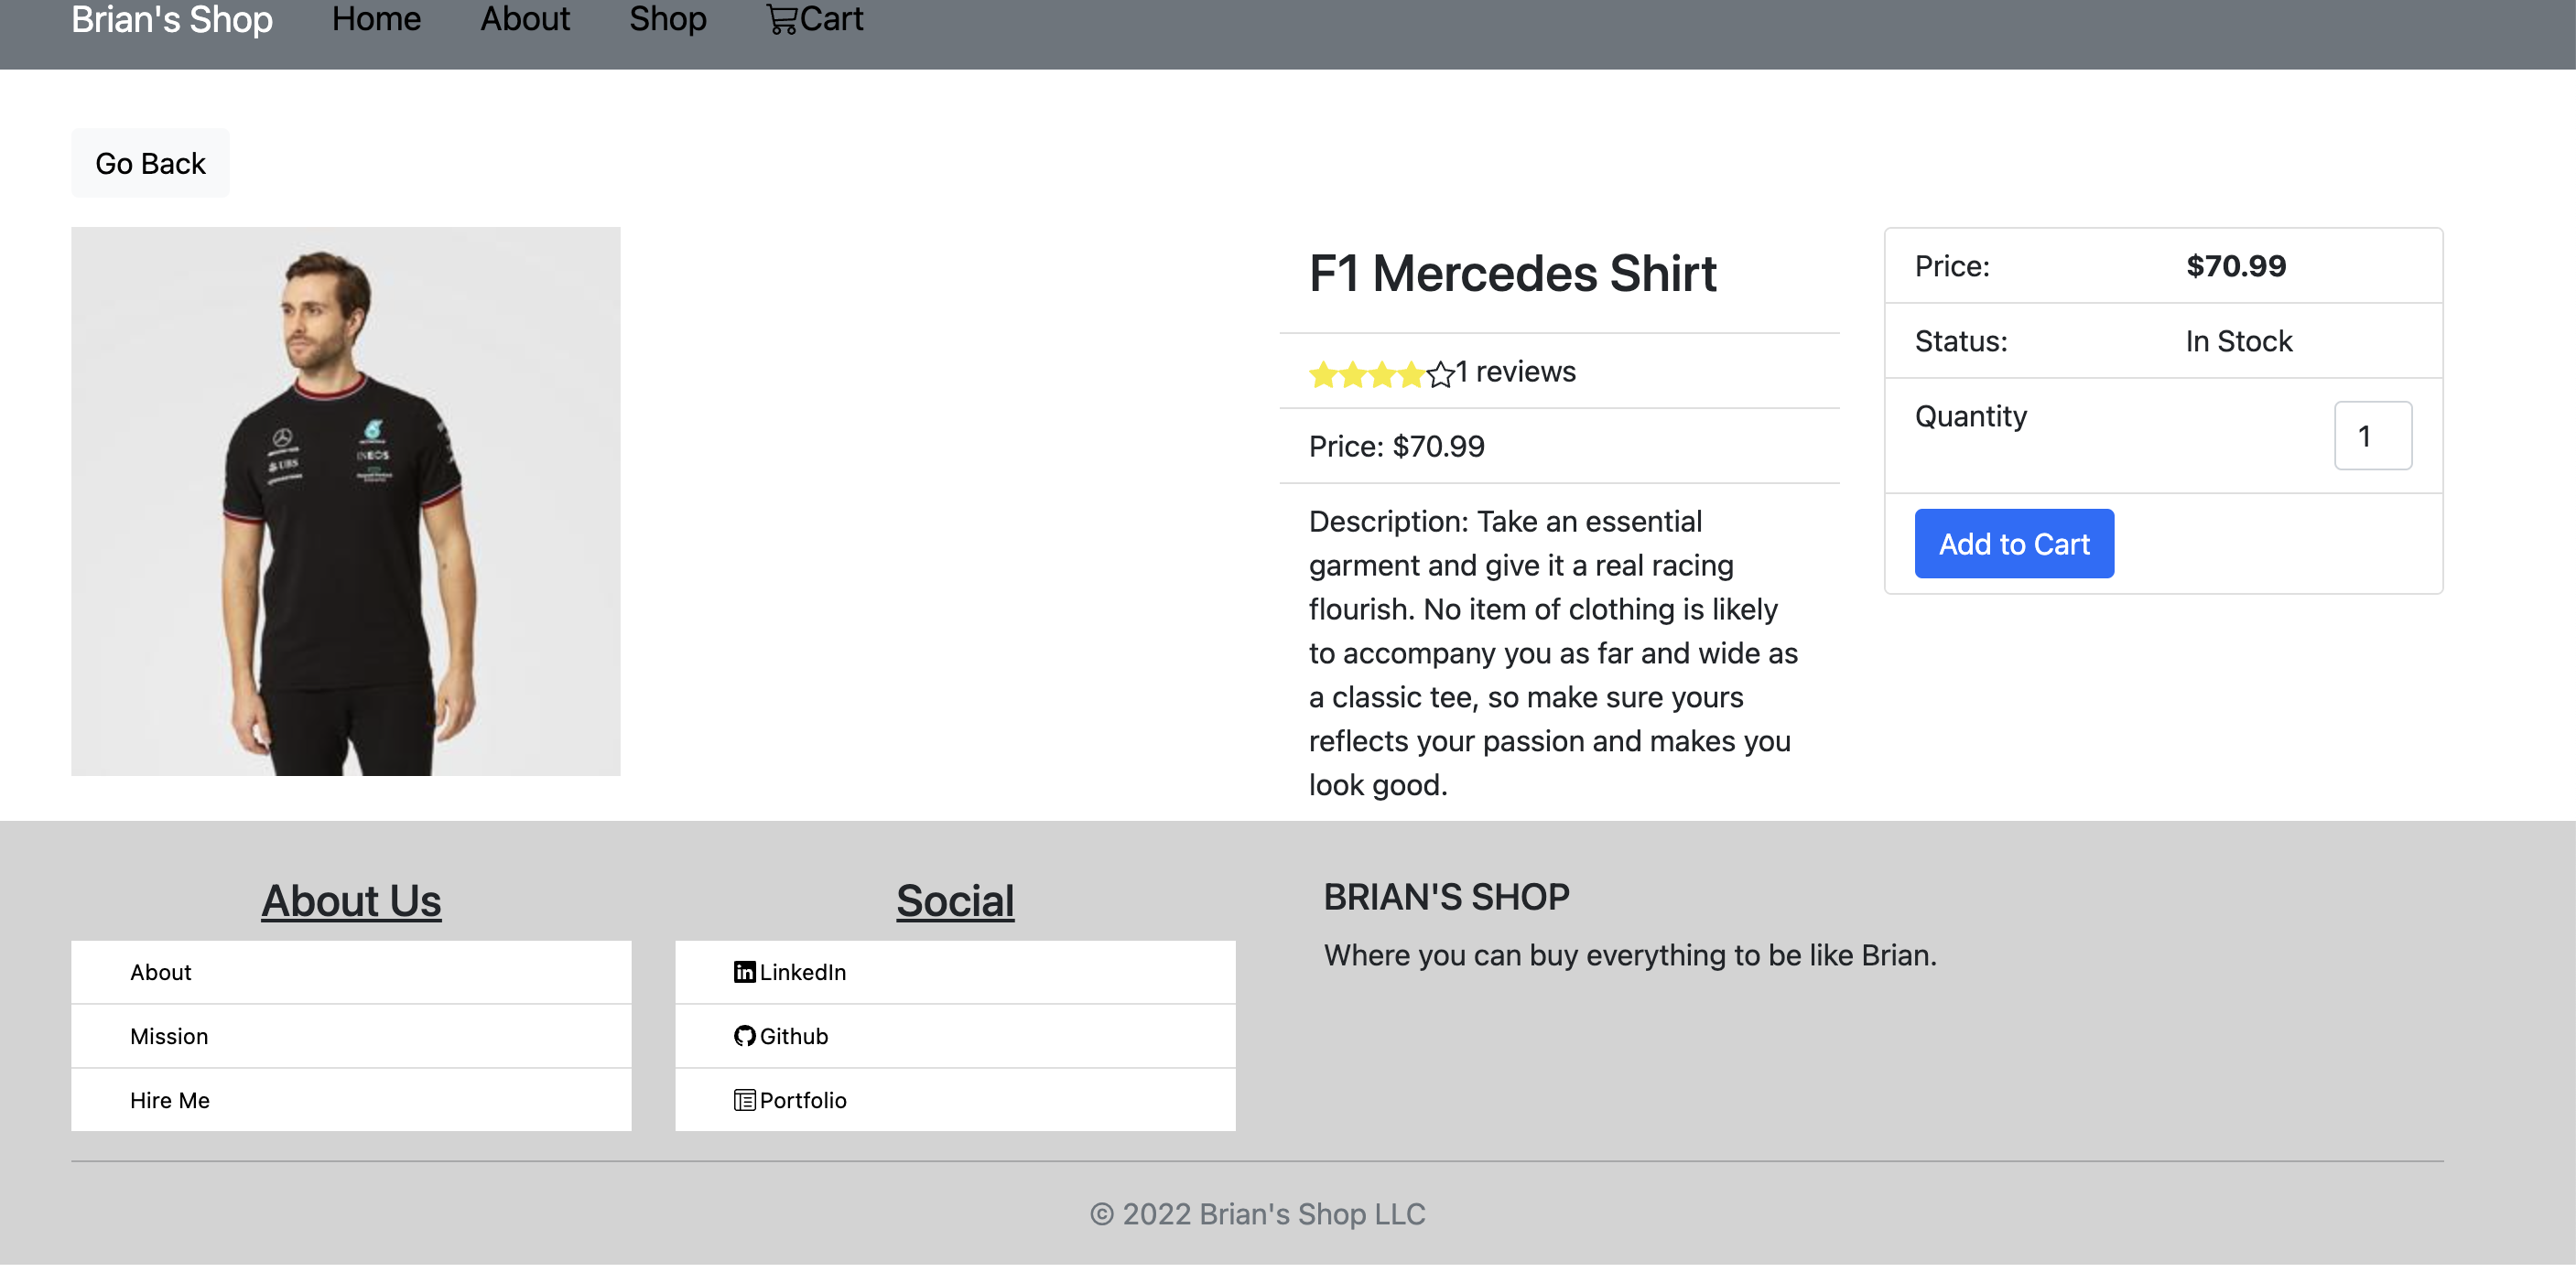 Brian's Shop Home About Shop Cart
Go Back
UBS
INEOS
F1 Mercedes Shirt
1 reviews
Price: $70.99
Description: Take an essential
garment and give it a real racing
flourish. No item of clothing is likely
to accompany you as far and wide as
a classic tee, so make sure yours
reflects your passion and makes you
look good.
Price: $70.99
Status: In Stock
Quantity 1
Add to Cart
About Us
About
Mission
Hire Me
Social
LinkedIn
Github
Portfolio
BRIAN'S SHOP
Where you can buy everything to be like Brian.
© 2022 Brian's Shop LLC